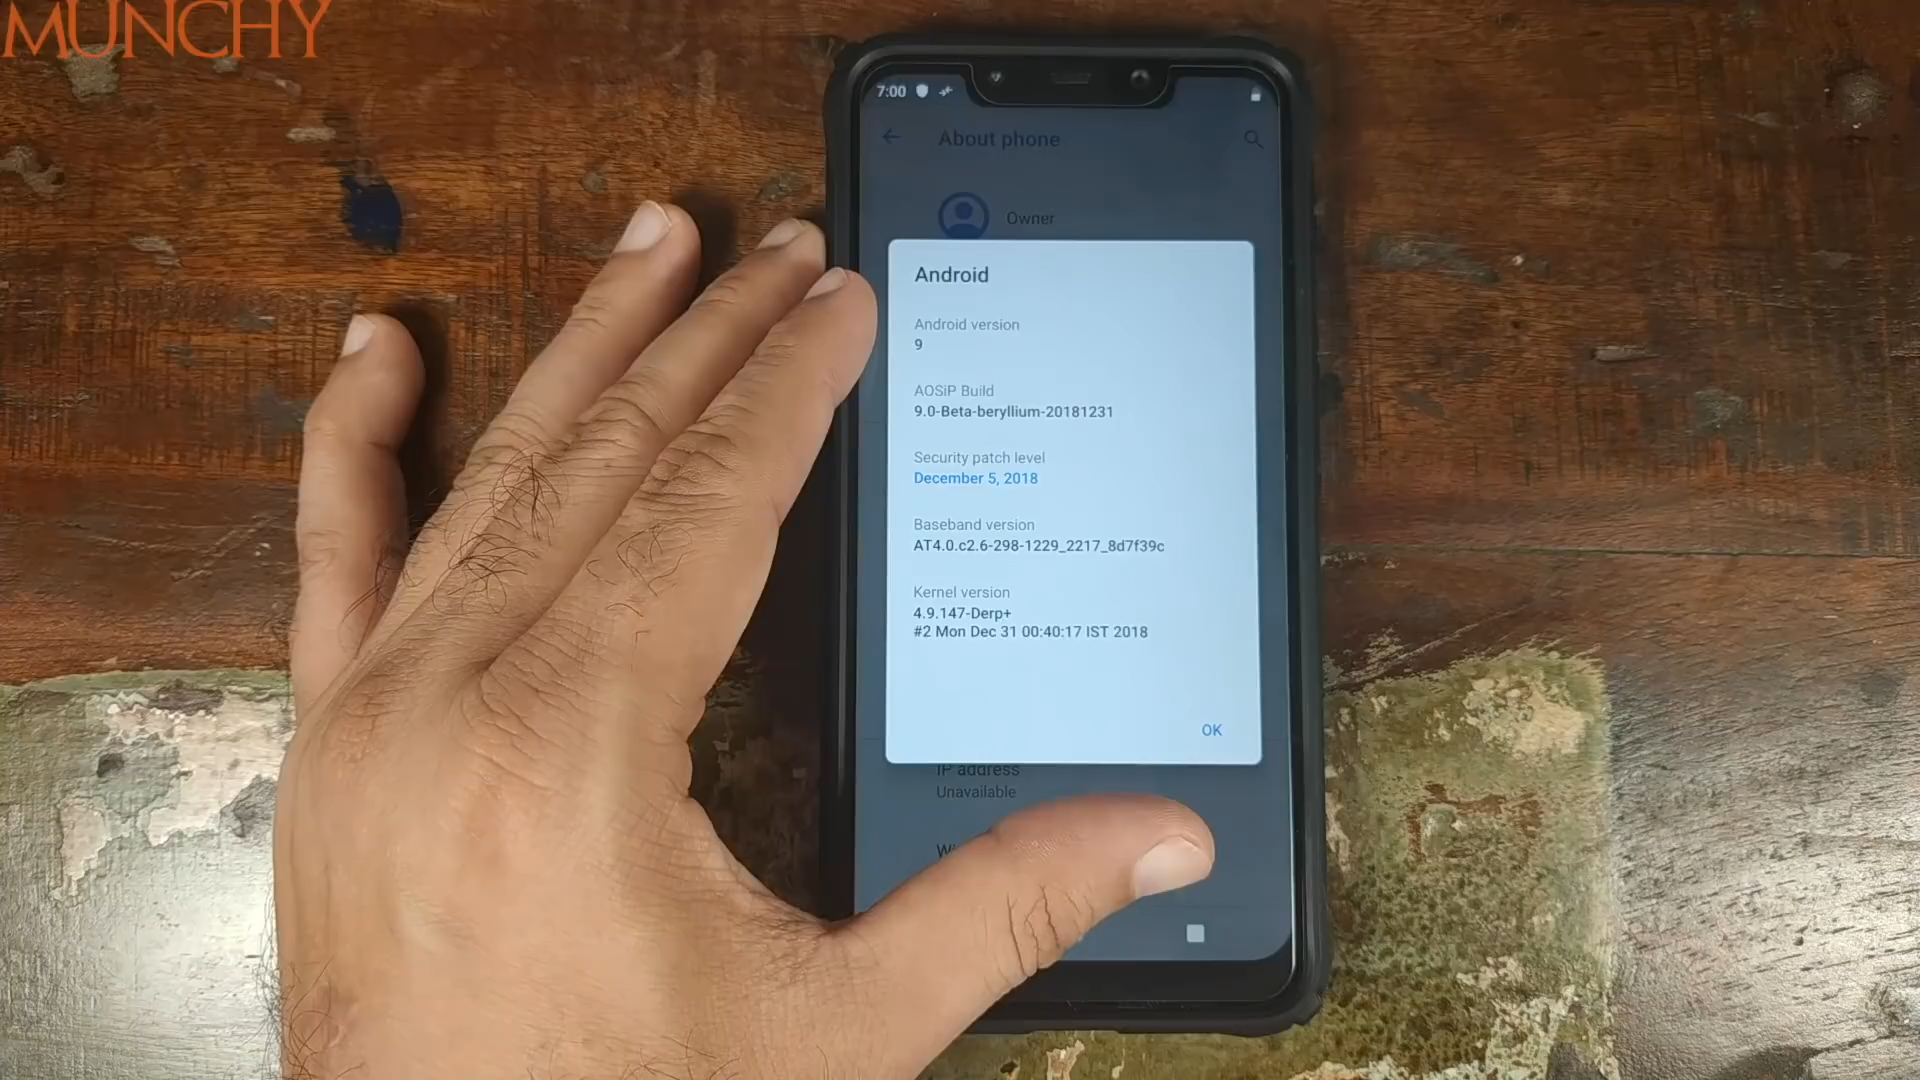 MUNCHY
7:00
About phone
Owner
Android
Android version
9
AOSiP Build
9.0-Beta-beryllium-20181231
Security patch level
December 5, 2018
Baseband version
AT4.0.c2.6-298-1229_2217_8d7f39c
Kernel version
4.9.147-Derp+
#2 Mon Dec 31 00:40:17 IST 2018
OK
IP address
Unavailable